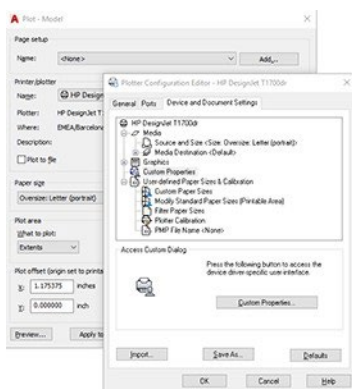 Plot - Model
Page setup
Name:
<None>
Add...
Printer/plotter
Name:
HP Design
Plotter:
HP DesignJet T1
Where:
EMEA/Barcelon
Description:
Plot to file
Paper size
Oversize: Letter (portrait)
Plot area
What to plot:
Extents
Plot offset (origin set to printa
X:
1.175375
inches
Y:
0.000000
inch
Preview...
Apply to
Plotter Configuration Editor - HP DesignJet T1700dr
General
Ports
Device and Document Settings
HP DesignJet T1700dr
Media
Source and Size <Size: Oversize: Letter (portrait)>
Media Destination <Default>
Graphics
Custom Properties
User-defined Paper Sizes & Calibration
Custom Paper Sizes
Modify Standard Paper Sizes (Printable Area)
Filter Paper Sizes
Plotter Calibration
PMP File Name <None>
Access Custom Dialog
Press the following button to access the
device driver-specific user interface.
Custom Properties...
Import...
Save As...
Defaults
OK
Cancel
Help